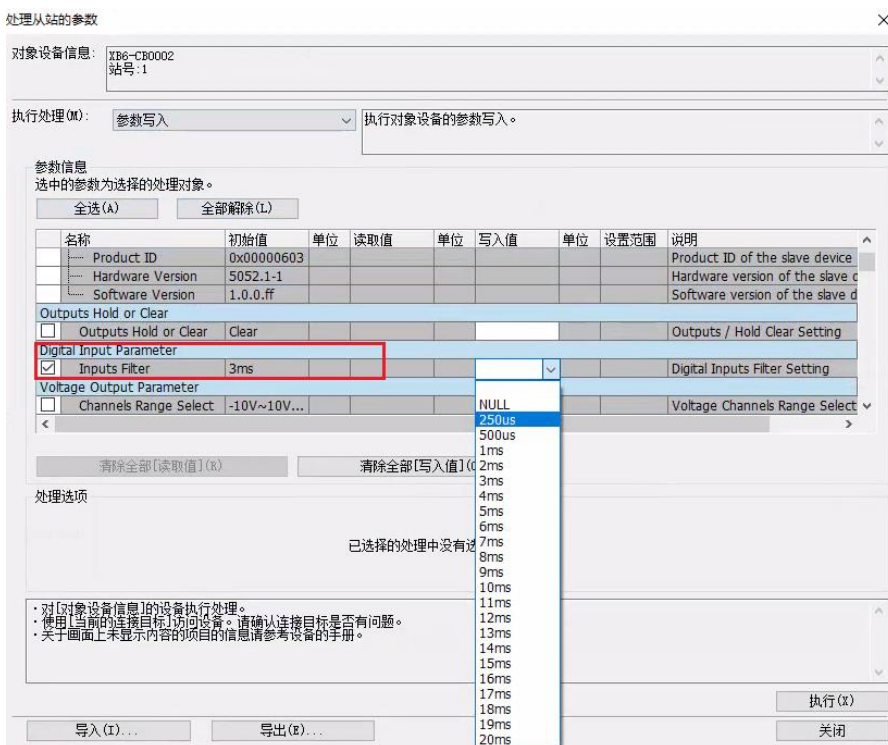 处理从站的参数
对象设备信息:
XB6-CB0002
站号:1
执行处理(M):
参数写入
执行对象设备的参数写入。
参数信息
选中的参数为选择的处理对象。
全选(A) 全部解除(L)
名称 初始值 单位 读取值 单位 写入值 单位 设置范围 说明
Product ID 0x00000603 Product ID of the slave device
Hardware Version 5052.1-1 Hardware version of the slave
Software Version 1.0.0.ff Software version of the slave d
Outputs Hold or Clear
Outputs Hold or Clear Clear Outputs / Hold Clear Setting
Digital Input Parameter
Inputs Filter 3ms Digital Inputs Filter Setting
Voltage Output Parameter
Channels Range Select -10V~10V... Voltage Channels Range Select
NULL
250us
500us
1ms
2ms
3ms
4ms
5ms
6ms
7ms
8ms
9ms
10ms
11ms
12ms
13ms
14ms
15ms
16ms
17ms
18ms
19ms
20ms
清除全部[读取值](R) 清除全部[写入值](
处理选项
已选择的处理中没有
·对[对象设备信息]的设备执行处理。
·使用[当前的连接目标]访问设备。请确认连接目标是否有问题。
·关于画面上未显示内容的项目的信息请参考设备的手册。
执行(X)
导入(I)... 导出(E)... 关闭